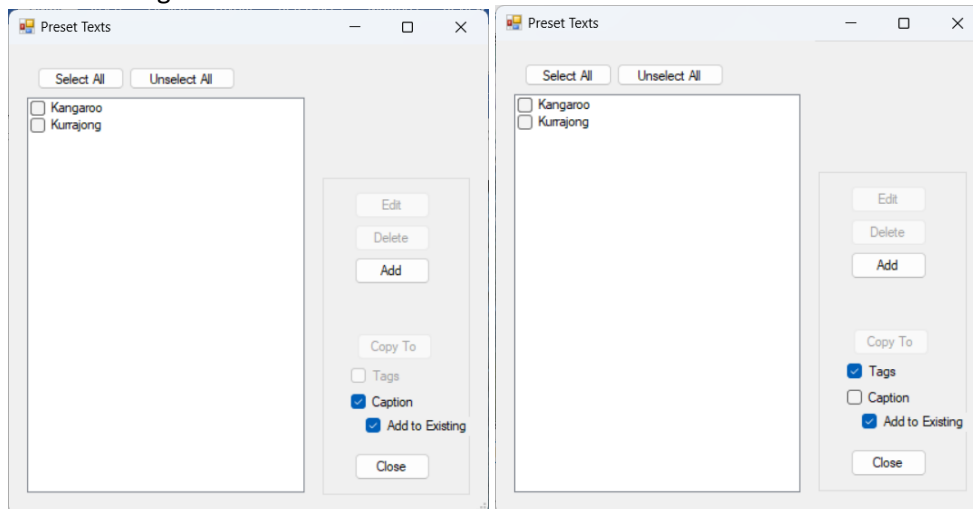 Preset Texts
Select All Unselect All
Kangaroo
Kurrajong
Edit
Delete
Add
Copy To
Tags
Caption
Add to Existing
Close
Preset Texts
Select All Unselect All
Kangaroo
Kurrajong
Edit
Delete
Add
Copy To
Tags
Caption
Add to Existing
Close